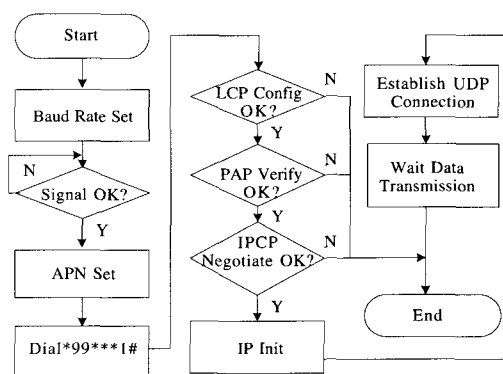 Start
Baud Rate Set
N
Signal OK?
Y
APN Set
Dial*99***1#
LCP Config
OK?
N
Y
PAP Verify
OK?
N
Y
IPCP
Negotiate OK?
N
Y
IP Init
Establish UDP
Connection
Wait Data
Transmission
End